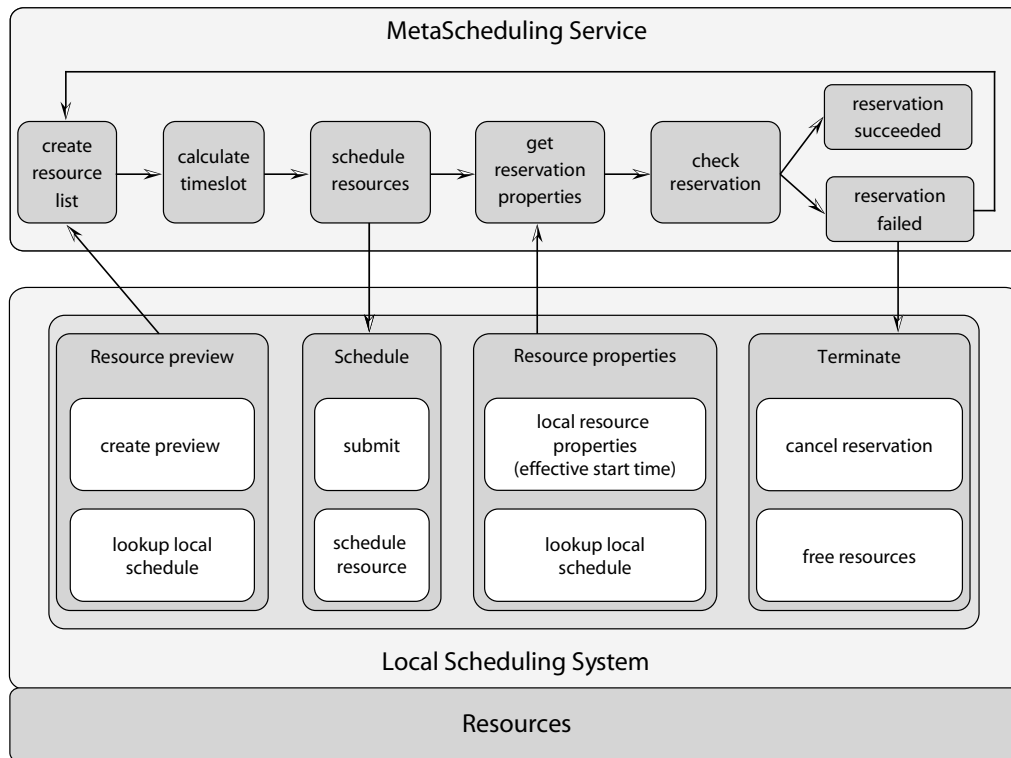 MetaScheduling Service
create
resource
list
calculate
timeslot
schedule
resources
get
reservation
properties
check
reservation
reservation
succeeded
reservation
failed
Resource preview
create preview
lookup local
schedule
Schedule
submit
schedule
resource
Resource properties
local resource
properties
(effective start time)
lookup local
schedule
Terminate
cancel reservation
free resources
Local Scheduling System
Resources